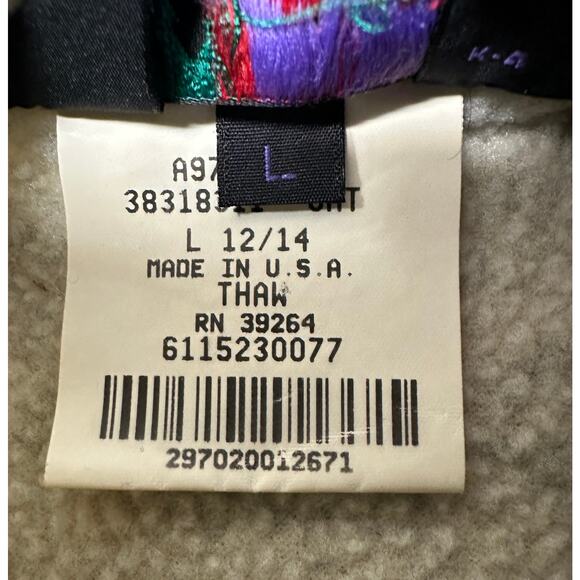 K-A
L
A97
38318
L 12/14
MADE IN U.S.A.
THAW
RN 39264
6115230077
297020012671